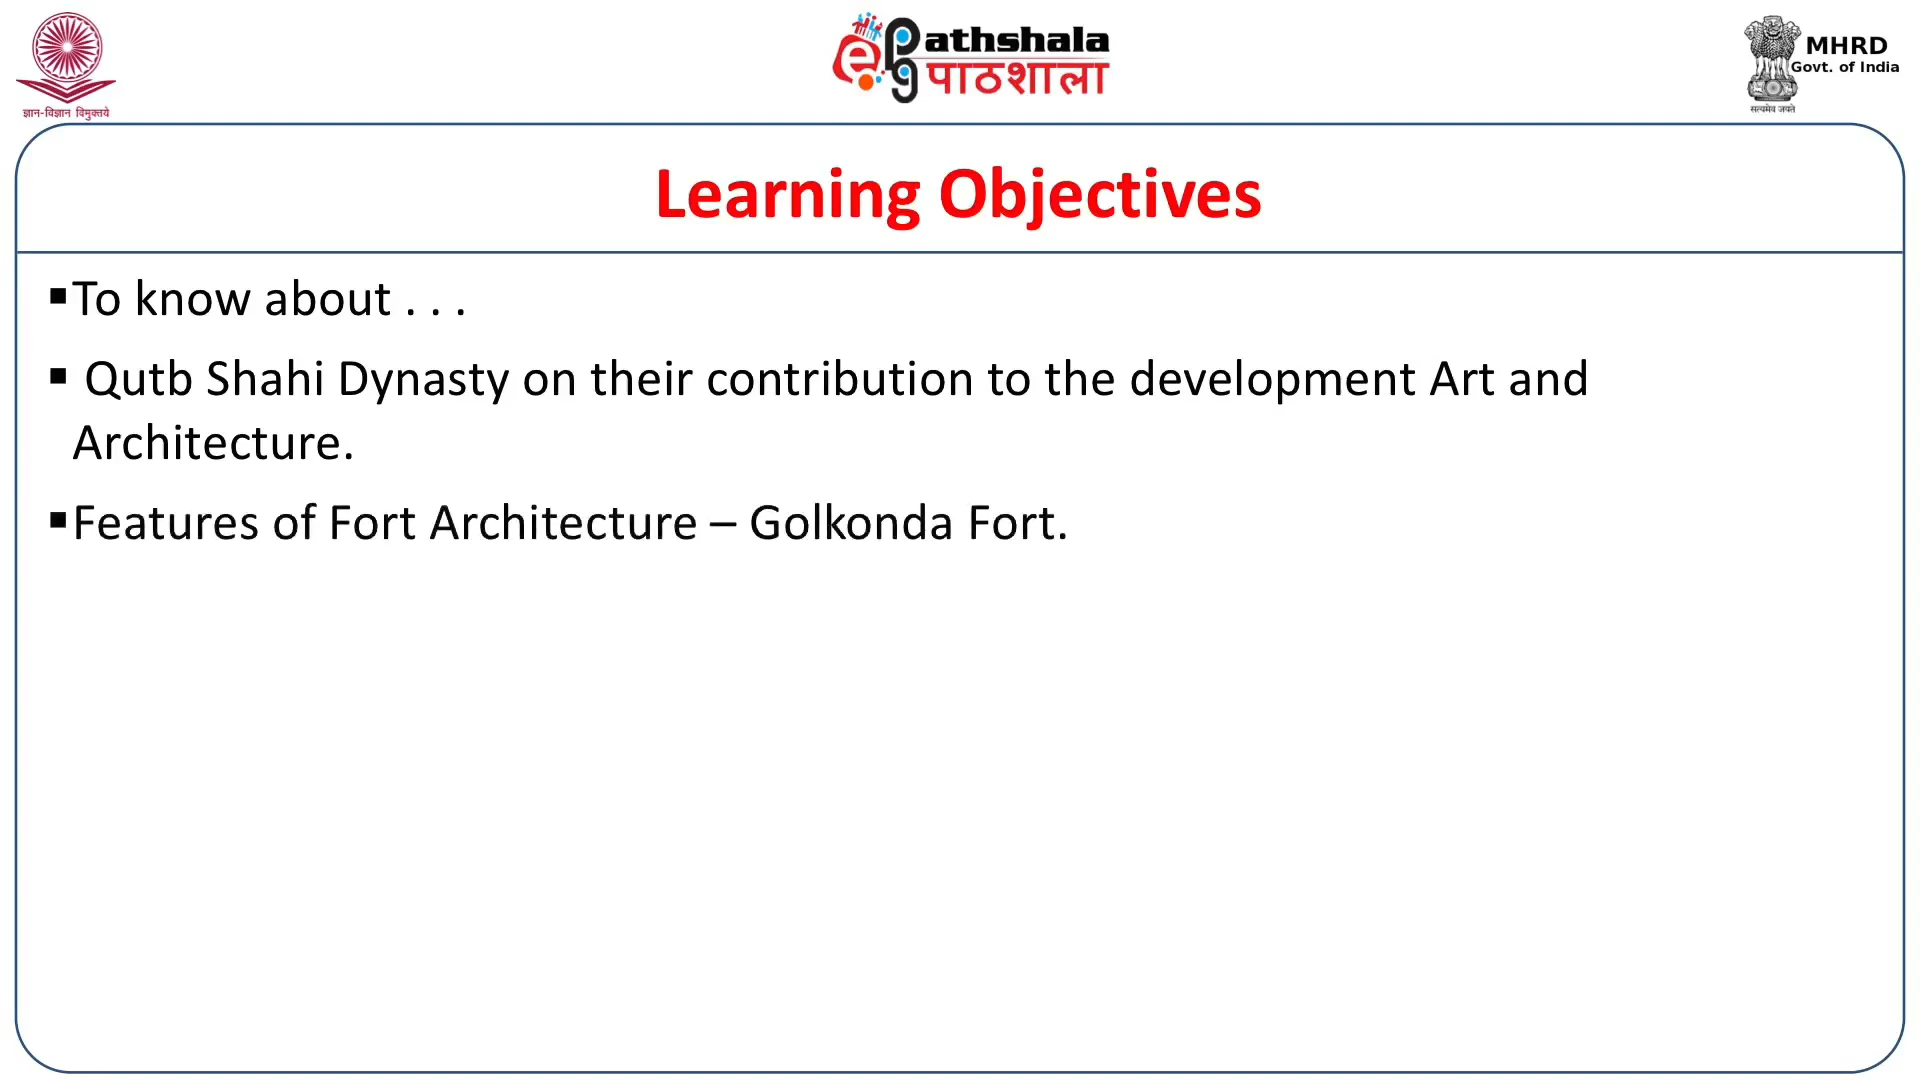 ज्ञान-विज्ञान विमुक्तये
ePathshala
पाठशाला
MHRD
Govt. of India
सत्यमेव जयते
Learning Objectives
▪To know about . . .
▪ Qutb Shahi Dynasty on their contribution to the development Art and
Architecture.
▪Features of Fort Architecture – Golkonda Fort.